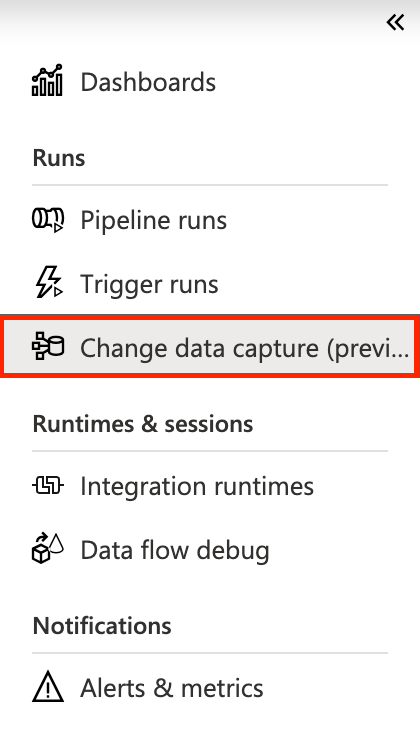 Dashboards
Runs
Pipeline runs
Trigger runs
Change data capture (previ...
Runtimes & sessions
Integration runtimes
Data flow debug
Notifications
Alerts & metrics